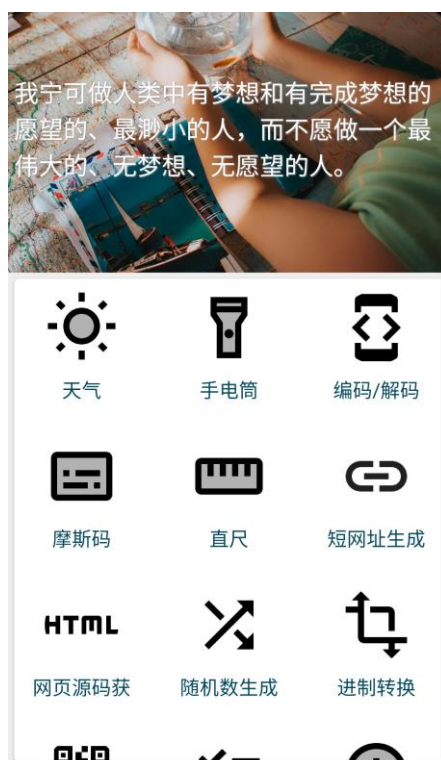 我宁可做人类中有梦想和有完成梦想的
愿望的、最渺小的人，而不愿做一个最
伟大的、无梦想、无愿望的人。
天气
手电筒
编码/解码
摩斯码
直尺
短网址生成
HTML
网页源码获
随机数生成
进制转换